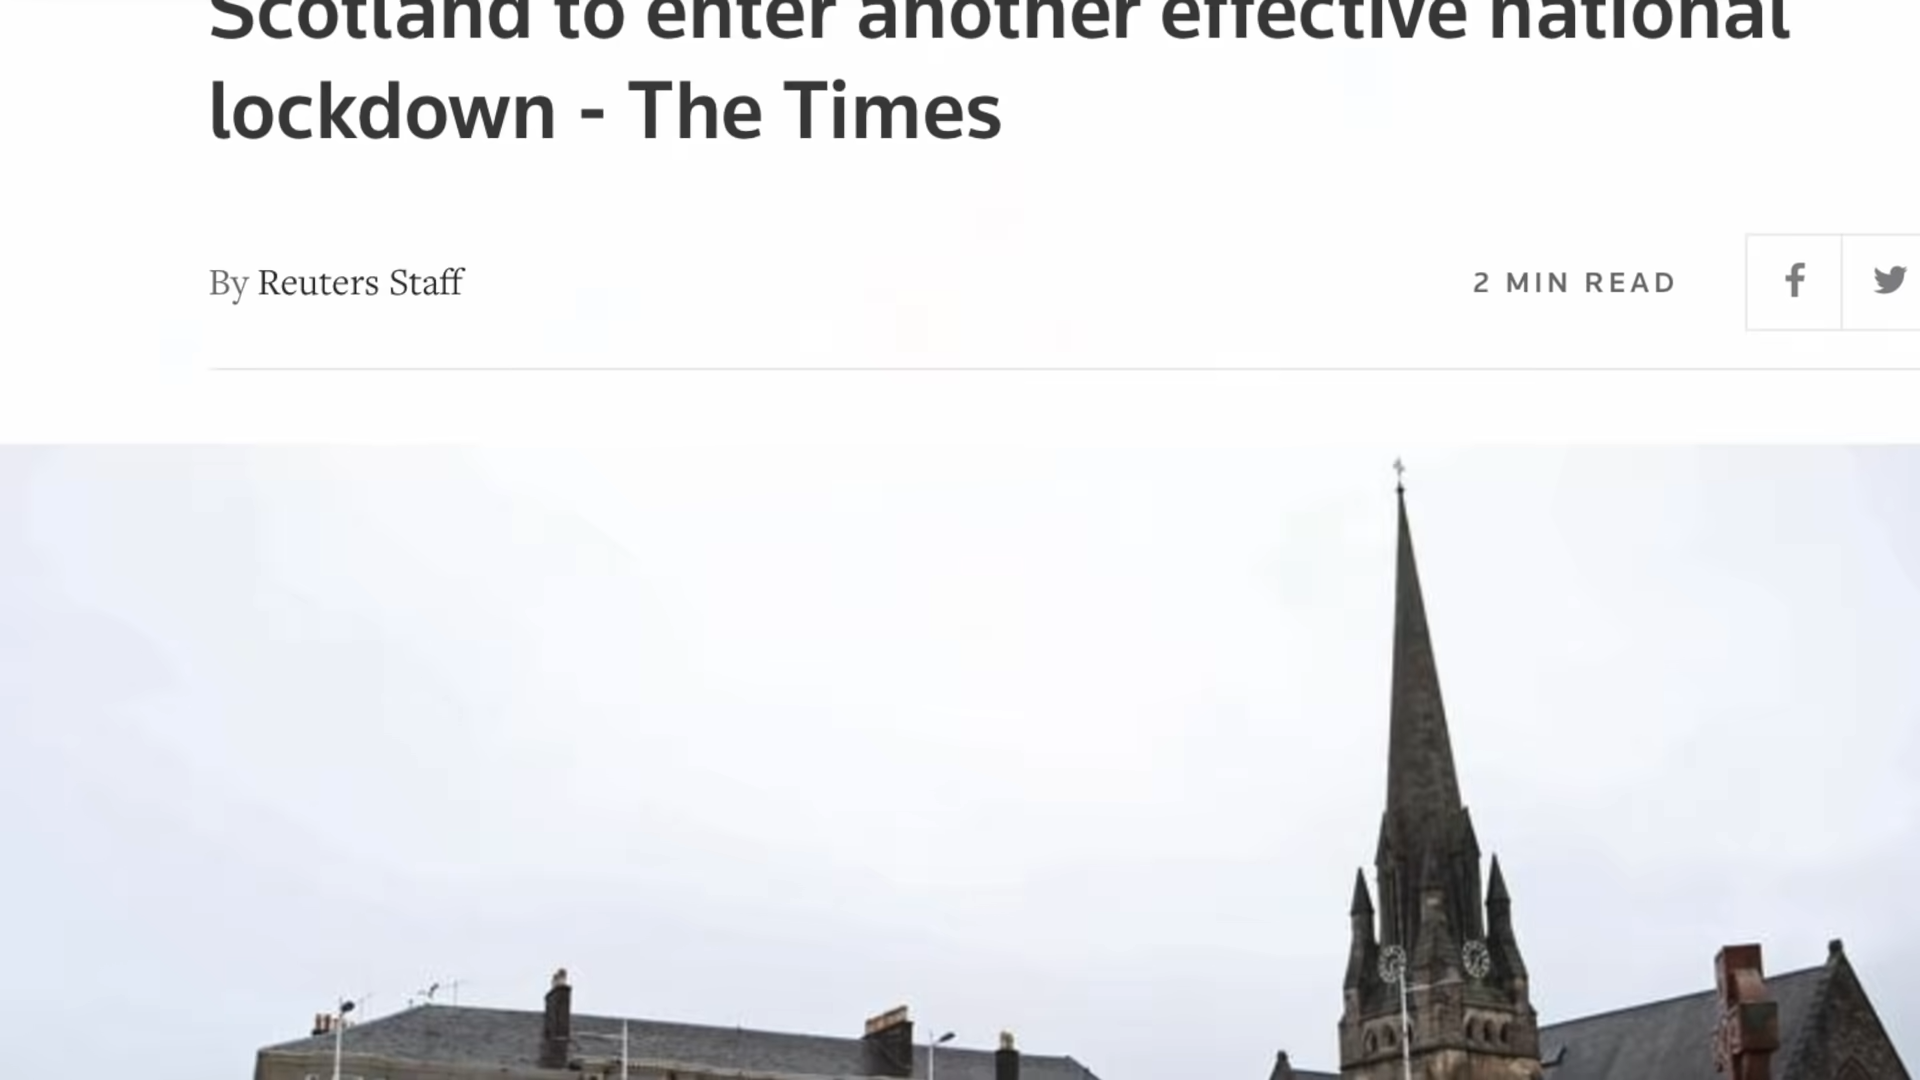 Scotland to enter another effective national
lockdown - The Times
By Reuters Staff
2 MIN READ